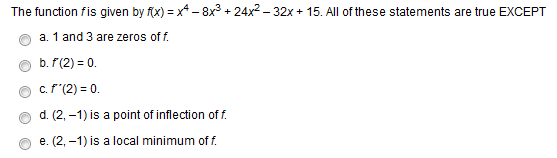 The function f is given by f(x) = x⁴ – 8x³ + 24x² – 32x + 15. All of these statements are true EXCEPT
a. 1 and 3 are zeros of f.
b. f'(2) = 0.
c. f''(2) = 0.
d. (2, –1) is a point of inflection of f.
e. (2, –1) is a local minimum of f.